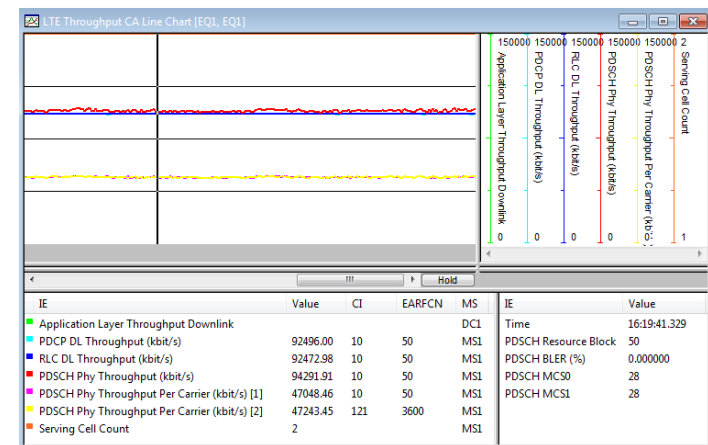 LTE Throughput CA Line Chart [EQ1, EQ1]
150000 150000 150000 150000 150000 2
Application Layer Throughput Downlink
PDCP DL Throughput (kbit/s)
RLC DL Throughput (kbit/s)
PDSCH Phy Throughput (kbit/s)
PDSCH Phy Throughput Per Carrier (kbi
Serving Cell Count
0 0 0 0 0 1
Hold
IE Value CI EARFCN MS
Application Layer Throughput Downlink DC1
PDCP DL Throughput (kbit/s) 92496.00 10 50 MS1
RLC DL Throughput (kbit/s) 92472.98 10 50 MS1
PDSCH Phy Throughput (kbit/s) 94291.91 10 50 MS1
PDSCH Phy Throughput Per Carrier (kbit/s) [1] 47048.46 10 50 MS1
PDSCH Phy Throughput Per Carrier (kbit/s) [2] 47243.45 121 3600 MS1
Serving Cell Count 2 MS1
IE Value
Time 16:19:41.329
PDSCH Resource Block 50
PDSCH BLER (%) 0.000000
PDSCH MCS0 28
PDSCH MCS1 28